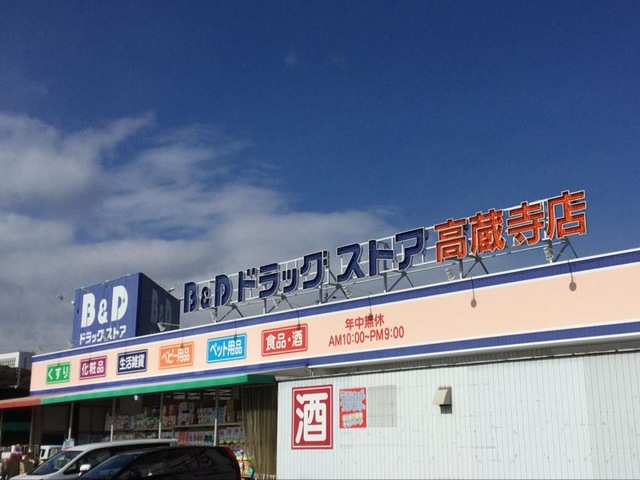 B&Dドラッグストア高蔵寺店
B&D
ドラッグストア
くすり
化粧品
生活雑貨
ベビー用品
ペット用品
食品・酒
年中無休
AM10:00~PM9:00
酒